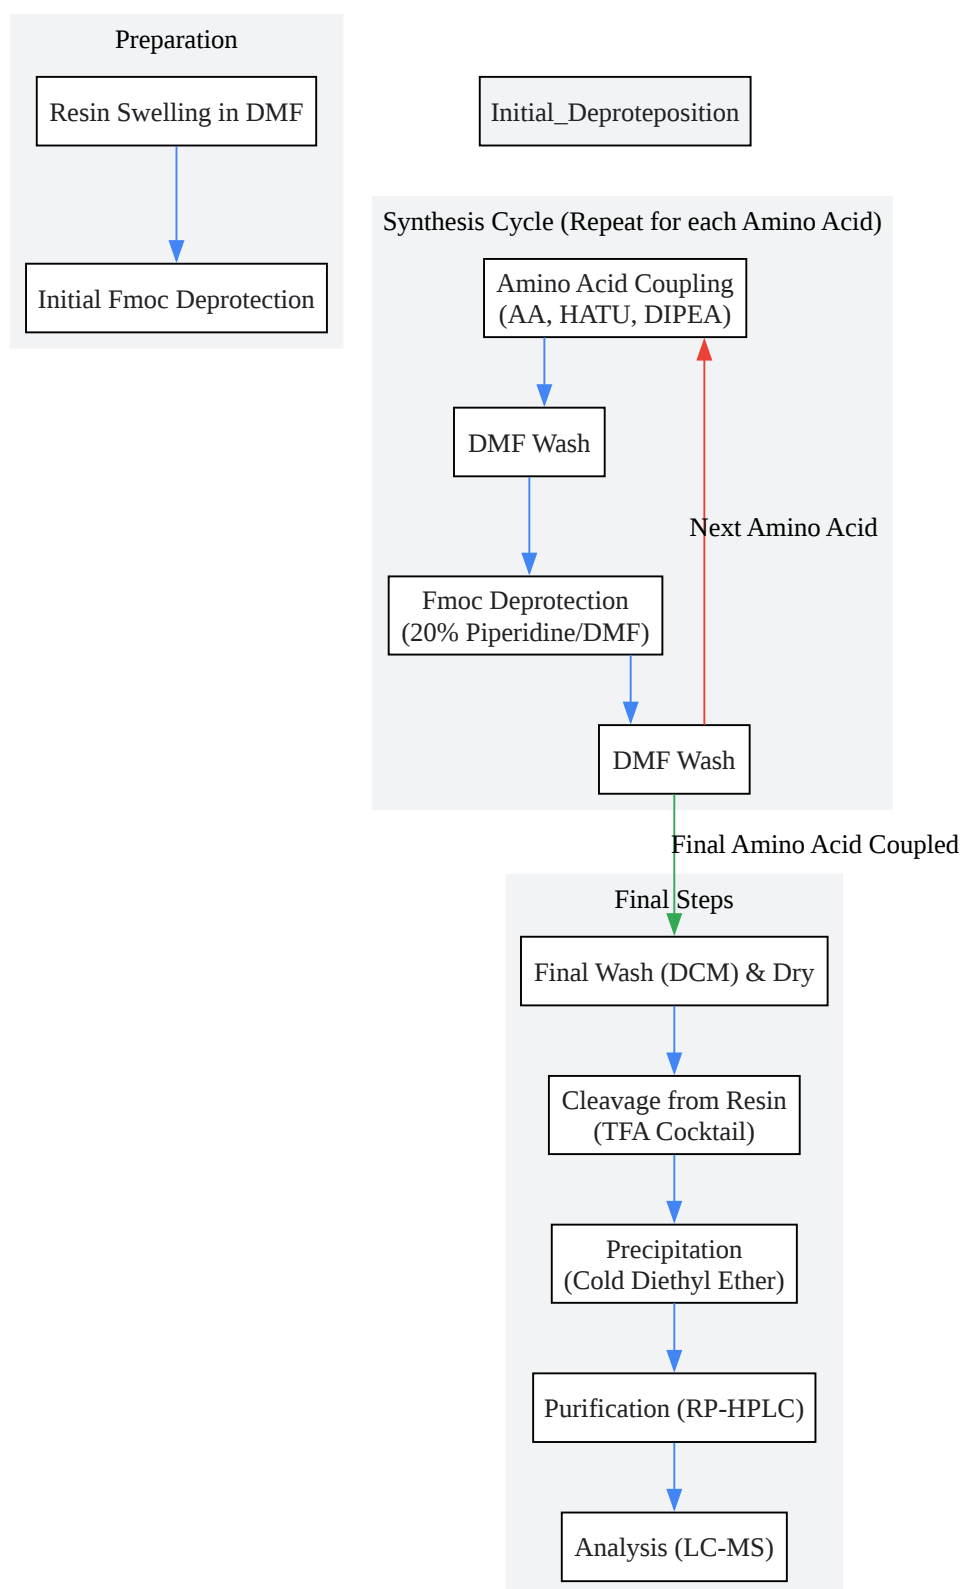 Preparation
Resin Swelling in DMF
Initial Fmoc Deprotection
Initial_Deproteposition
Synthesis Cycle (Repeat for each Amino Acid)
Amino Acid Coupling
(AA, HATU, DIPEA)
DMF Wash
Next Amino Acid
Fmoc Deprotection
(20% Piperidine/DMF)
DMF Wash
Final Amino Acid Coupled
Final Steps
Final Wash (DCM) & Dry
Cleavage from Resin
(TFA Cocktail)
Precipitation
(Cold Diethyl Ether)
Purification (RP-HPLC)
Analysis (LC-MS)